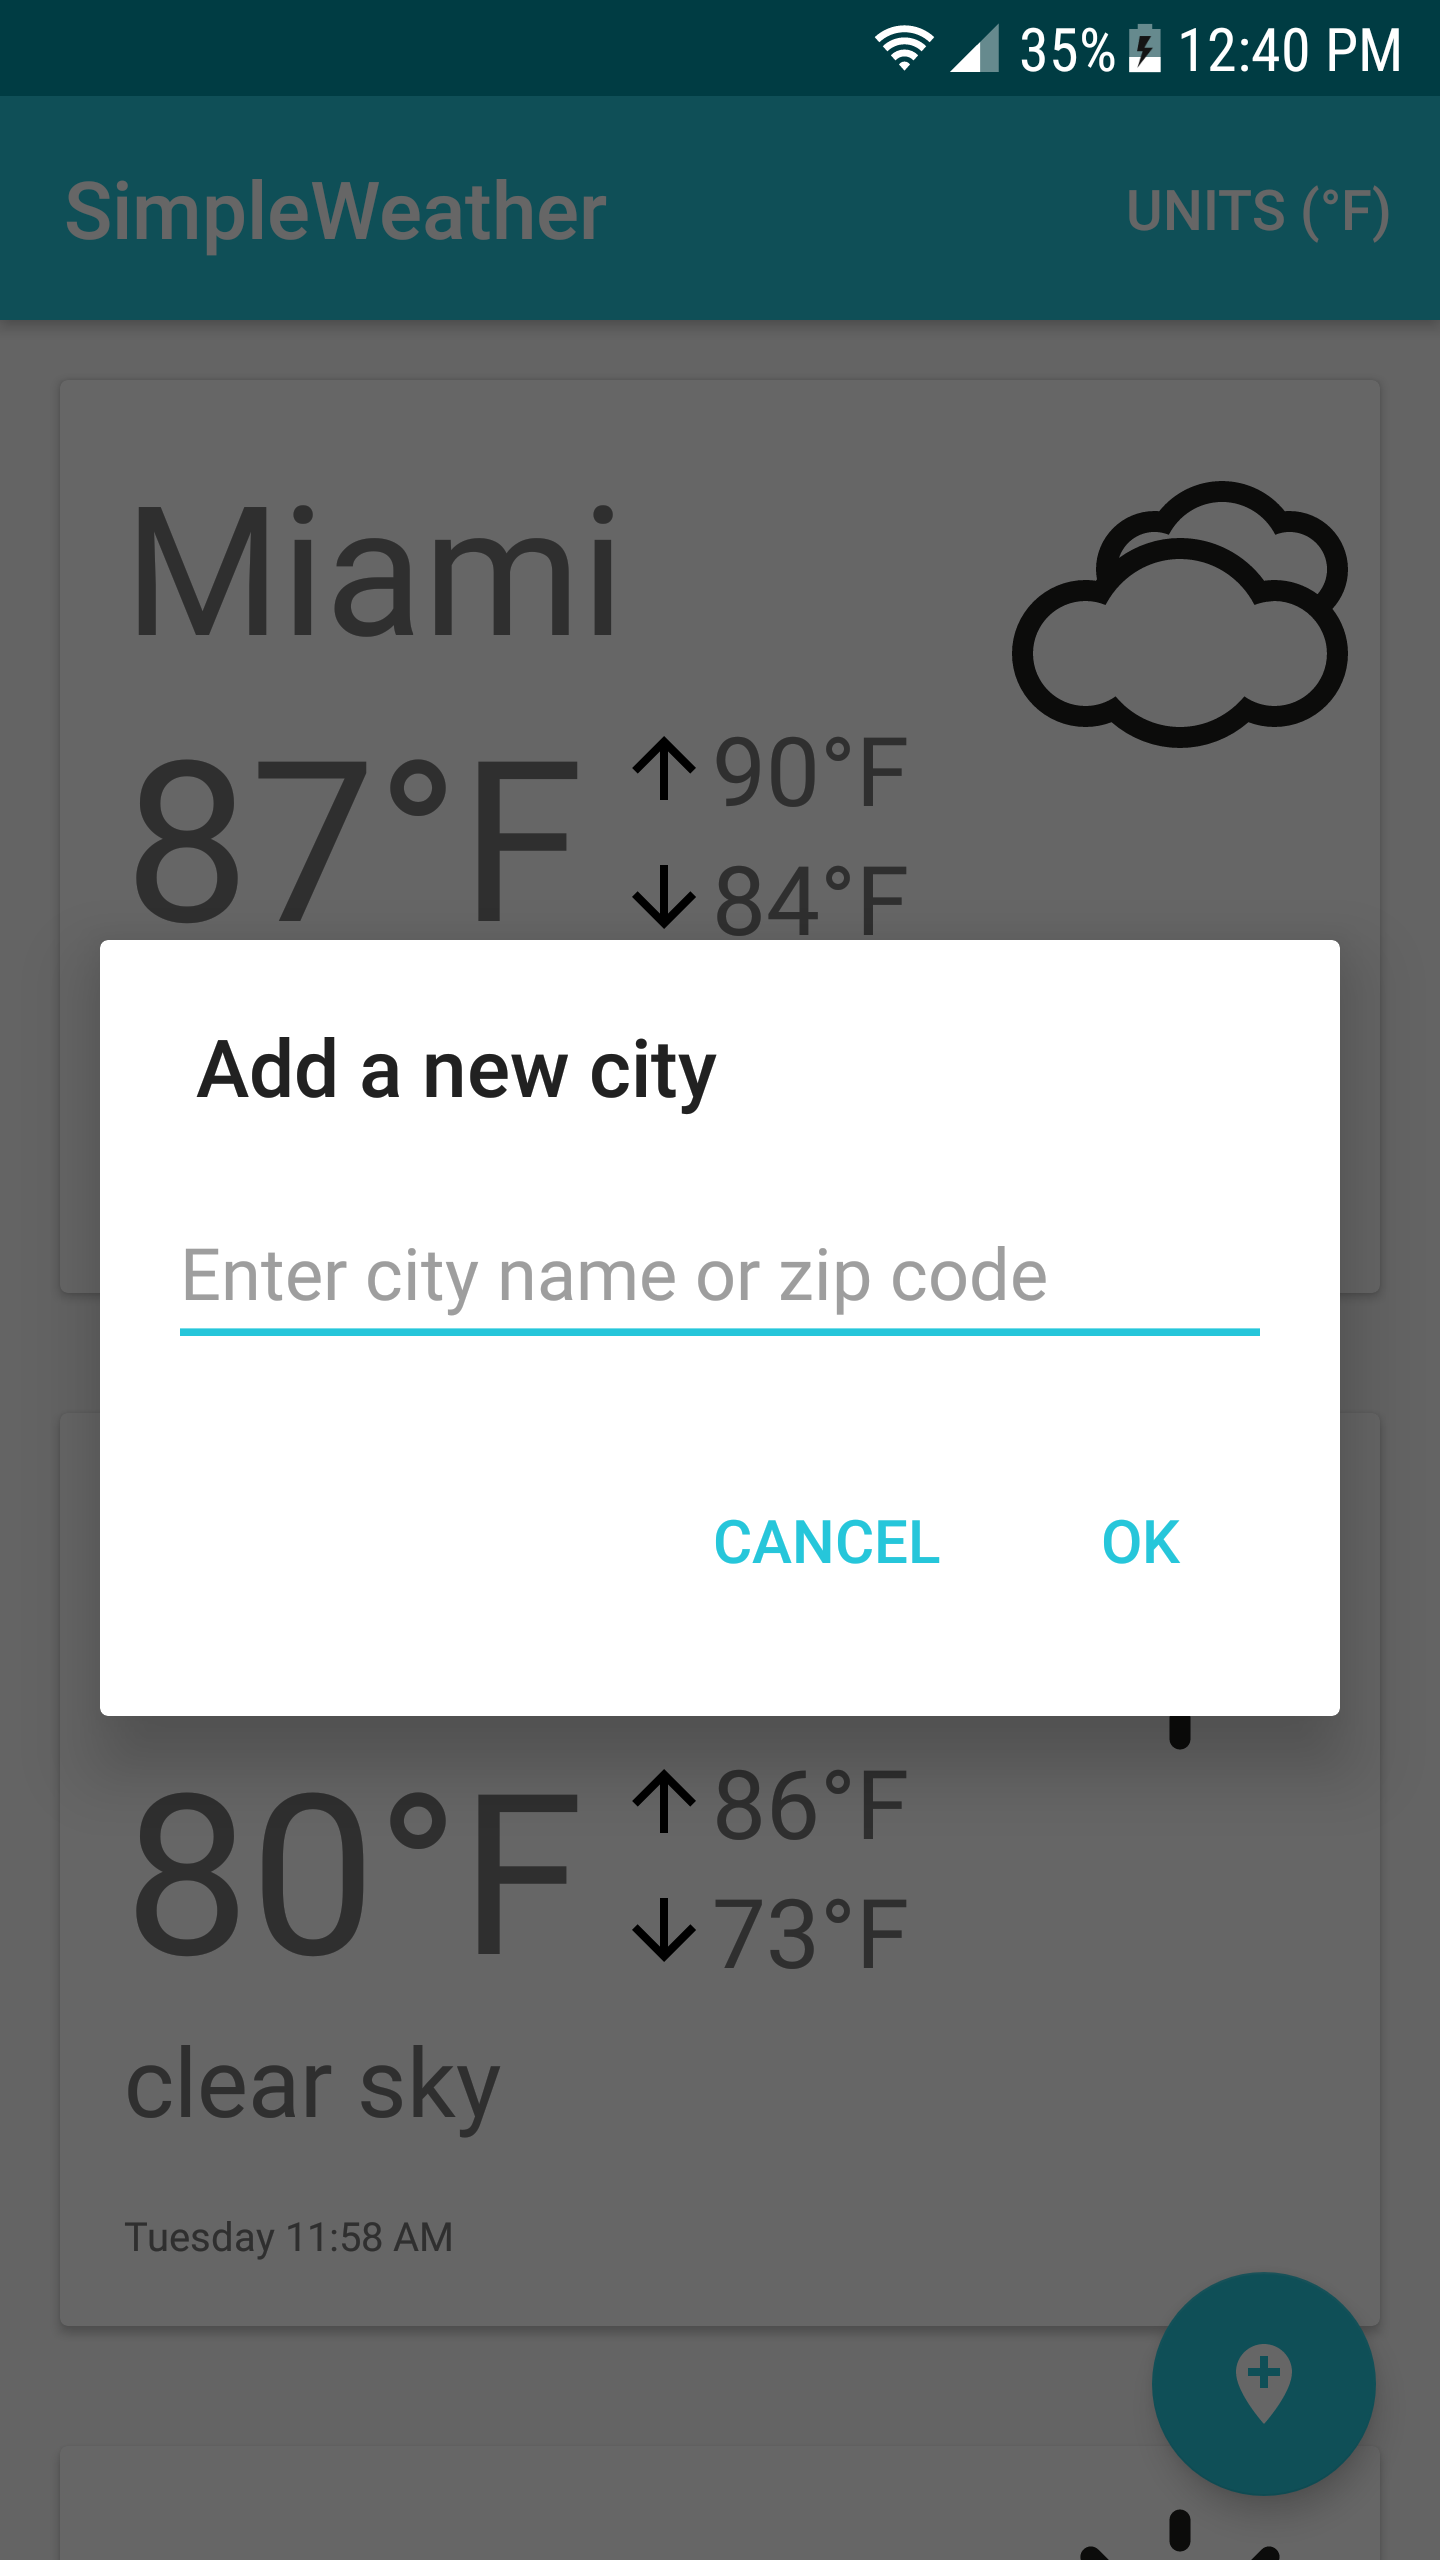 35% 12:40 PM
SimpleWeather UNITS (°F)
Miami
87°F
90°F
84°F
Add a new city
Enter city name or zip code
CANCEL OK
80°F
86°F
73°F
clear sky
Tuesday 11:58 AM